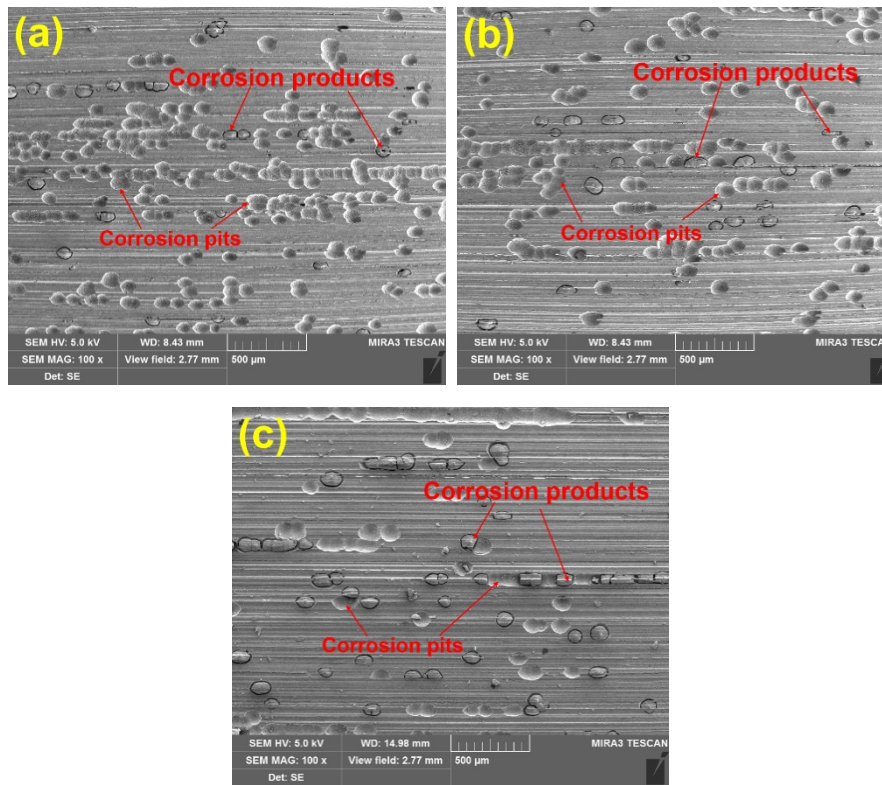 (a)
Corrosion products
Corrosion pits
SEM HV: 5.0 kV WD: 8.43 mm MIRA3 TESCAN
SEM MAG: 100 x View field: 2.77 mm 500 µm
Det: SE
(b)
Corrosion products
Corrosion pits
SEM HV: 5.0 kV WD: 8.43 mm MIRA3 TESCAN
SEM MAG: 100 x View field: 2.77 mm 500 µm
Det: SE
(c)
Corrosion products
Corrosion pits
SEM HV: 5.0 kV WD: 14.98 mm MIRA3 TESCAN
SEM MAG: 100 x View field: 2.77 mm 500 µm
Det: SE